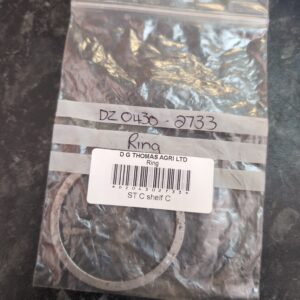 DZ 0430 - 2733
Ring
D G THOMAS AGRI LTD
Ring
ST C shelf C